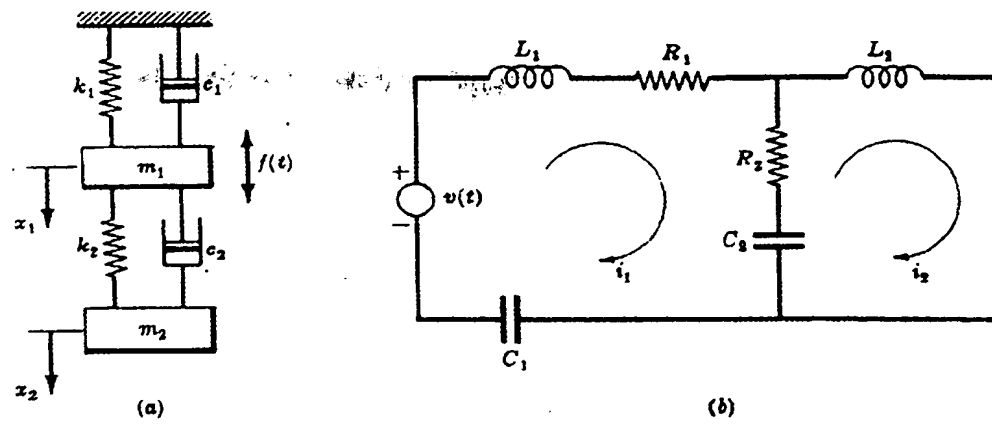 k₁
c₁
m₁
f(t)
x₁
k₂
c₂
m₂
x₂
(a)
L₁
R₁
L₂
R₂
+
v(t)
−
C₂
i₁
i₂
C₁
(b)